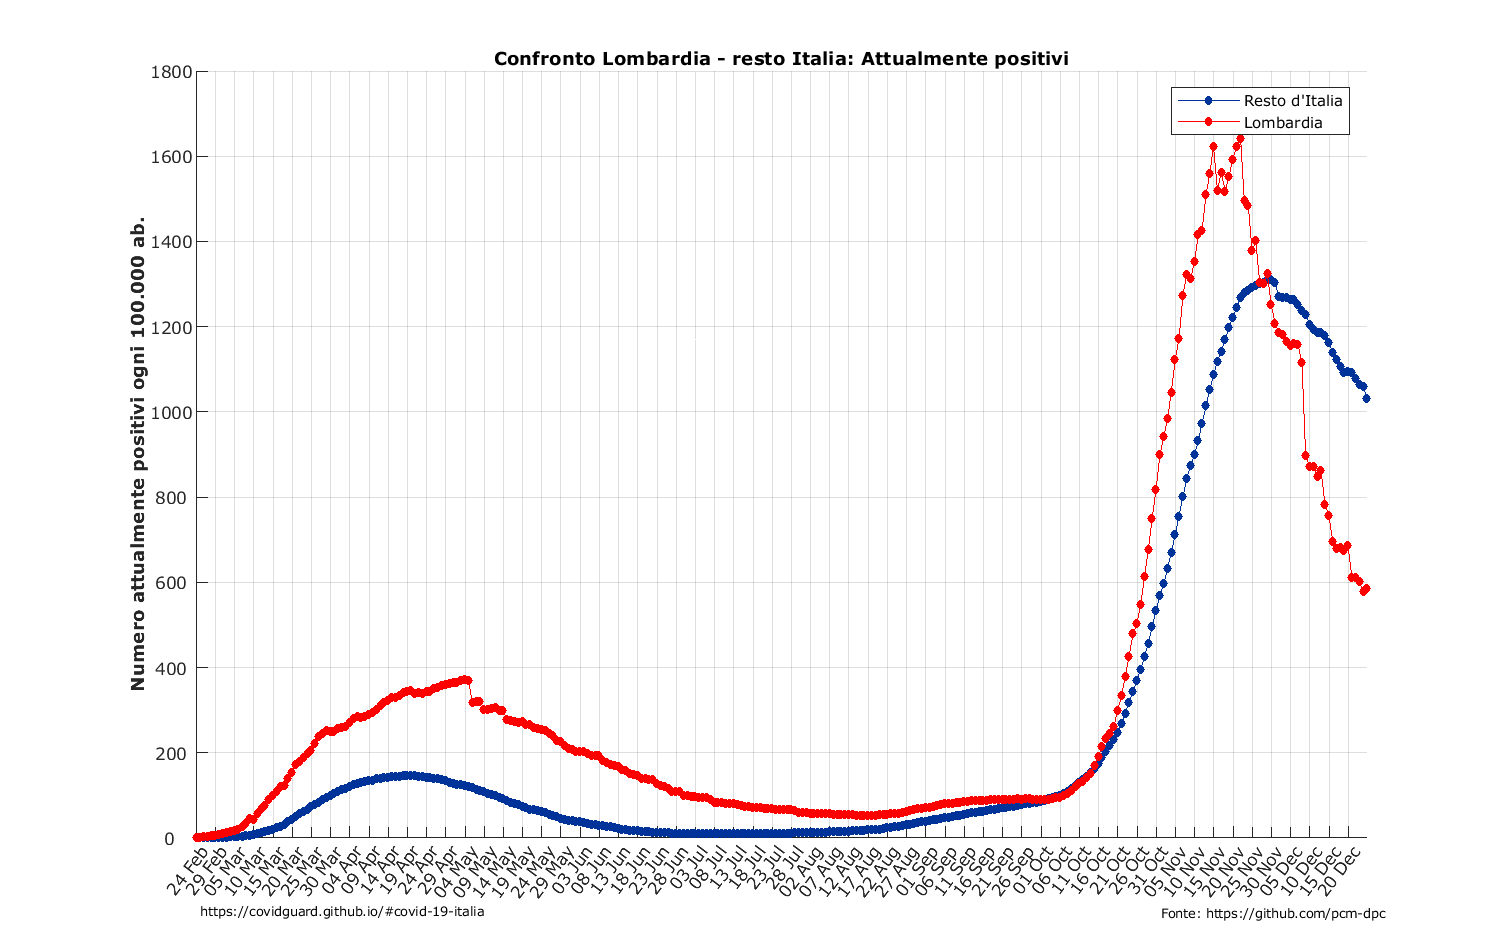 Confronto Lombardia - resto Italia: Attualmente positivi
Resto d'Italia
Lombardia
Numero attualmente positivi ogni 100.000 ab.
1800
1600
1400
1200
1000
800
600
400
200
0
24 Feb
29 Feb
05 Mar
10 Mar
15 Mar
20 Mar
25 Mar
30 Mar
04 Apr
09 Apr
14 Apr
19 Apr
24 Apr
29 Apr
04 May
09 May
14 May
19 May
24 May
29 May
03 Jun
08 Jun
13 Jun
18 Jun
23 Jun
28 Jun
03 Jul
08 Jul
13 Jul
18 Jul
23 Jul
28 Jul
02 Aug
07 Aug
12 Aug
17 Aug
22 Aug
27 Aug
01 Sep
06 Sep
11 Sep
16 Sep
21 Sep
26 Sep
01 Oct
06 Oct
11 Oct
16 Oct
21 Oct
26 Oct
31 Oct
05 Nov
10 Nov
15 Nov
20 Nov
25 Nov
30 Nov
05 Dec
10 Dec
15 Dec
20 Dec
https://covidguard.github.io/#covid-19-italia
Fonte: https://github.com/pcm-dpc